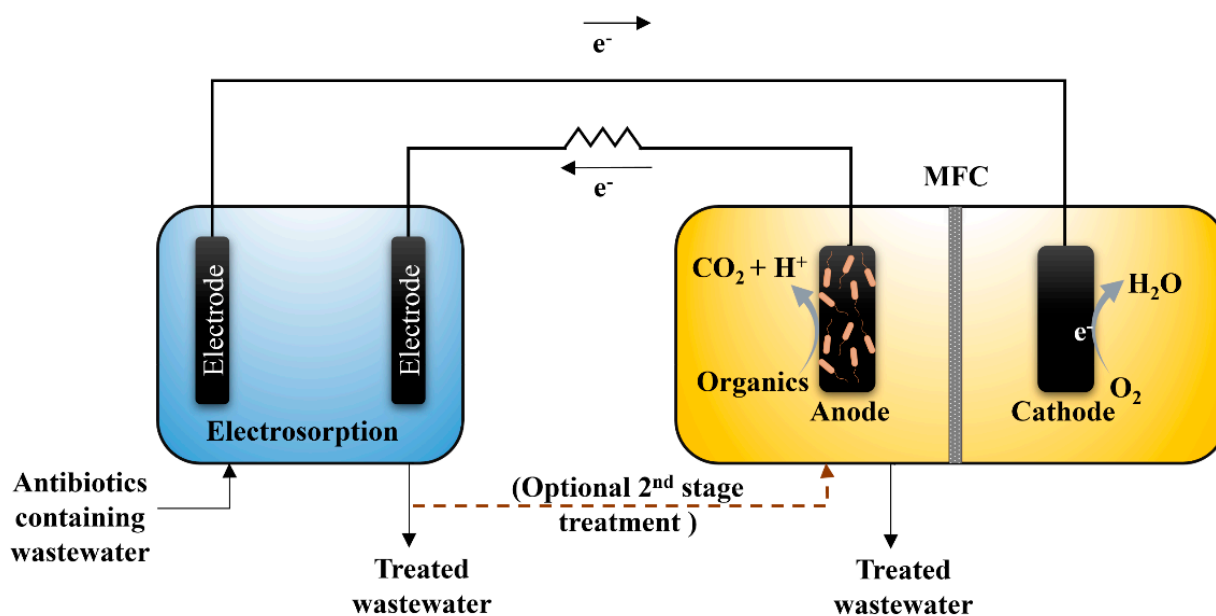 e-
e-
MFC
Electrode
Electrode
CO2 + H+
H2O
e-
Organics
O2
Anode
Cathode
Electrosorption
Antibiotics
containing
wastewater
(Optional 2nd stage
treatment )
Treated
wastewater
Treated
wastewater